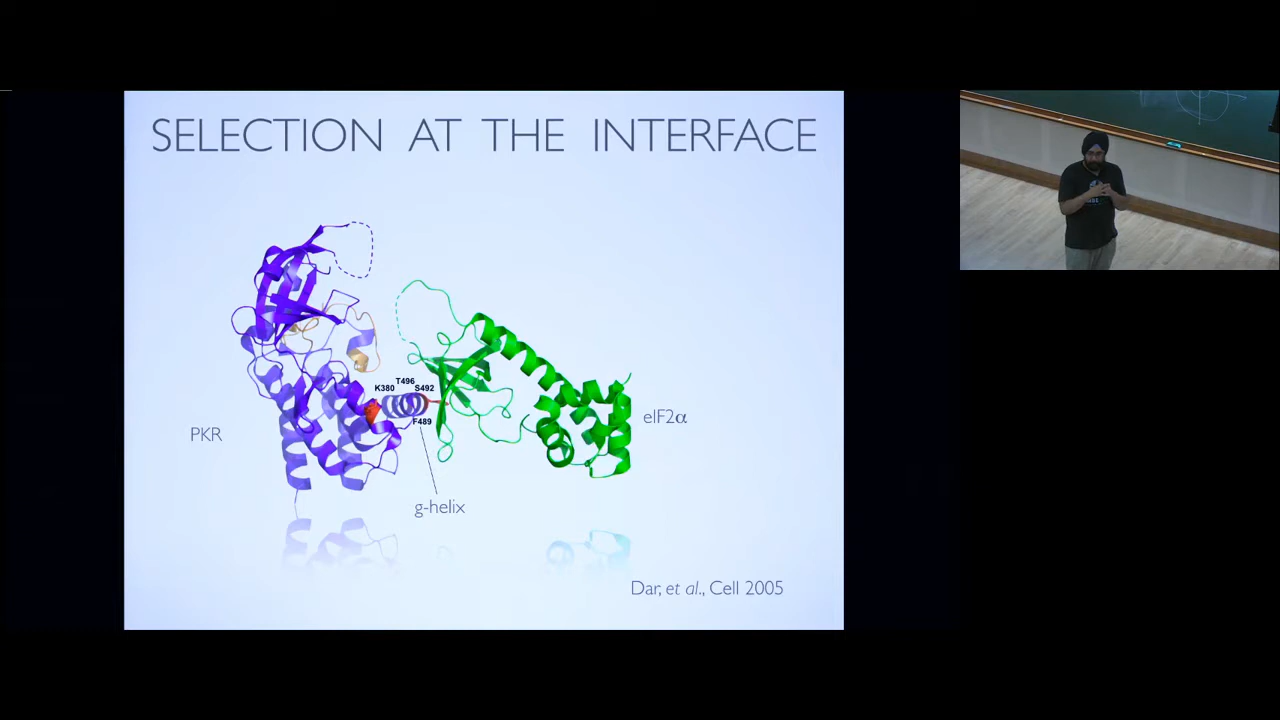 SELECTION AT THE INTERFACE
T496
K380
S492
F489
eIF2α
PKR
g-helix
Dar, et al., Cell 2005